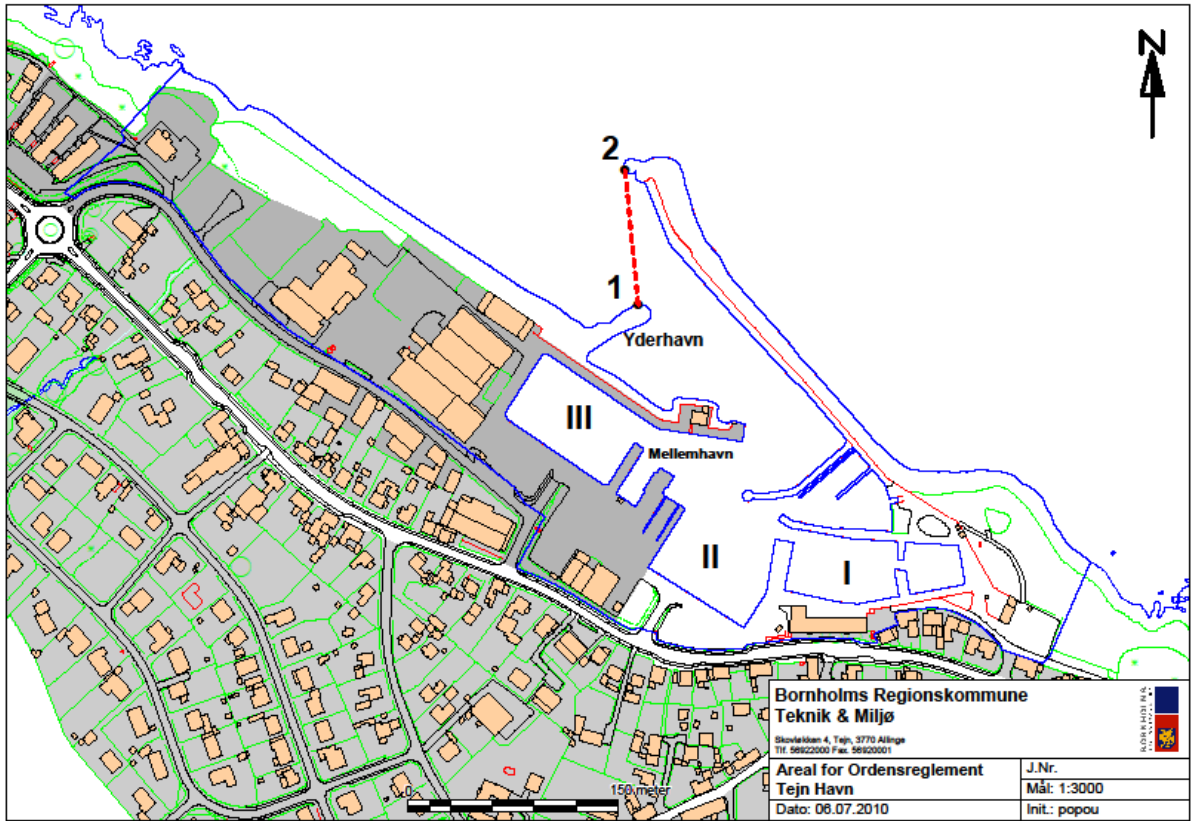 N
2
1
Yderhavn
III
Mellemhavn
II
I
0
150 meter
Bornholms Regionskommune
Teknik & Miljø
Skovløkken 4, Tejn, 3770 Allinge
Tlf. 56922000 Fax. 56920001
Areal for Ordensreglement
Tejn Havn
Dato: 06.07.2010
J.Nr.
Mål: 1:3000
Init.: popou